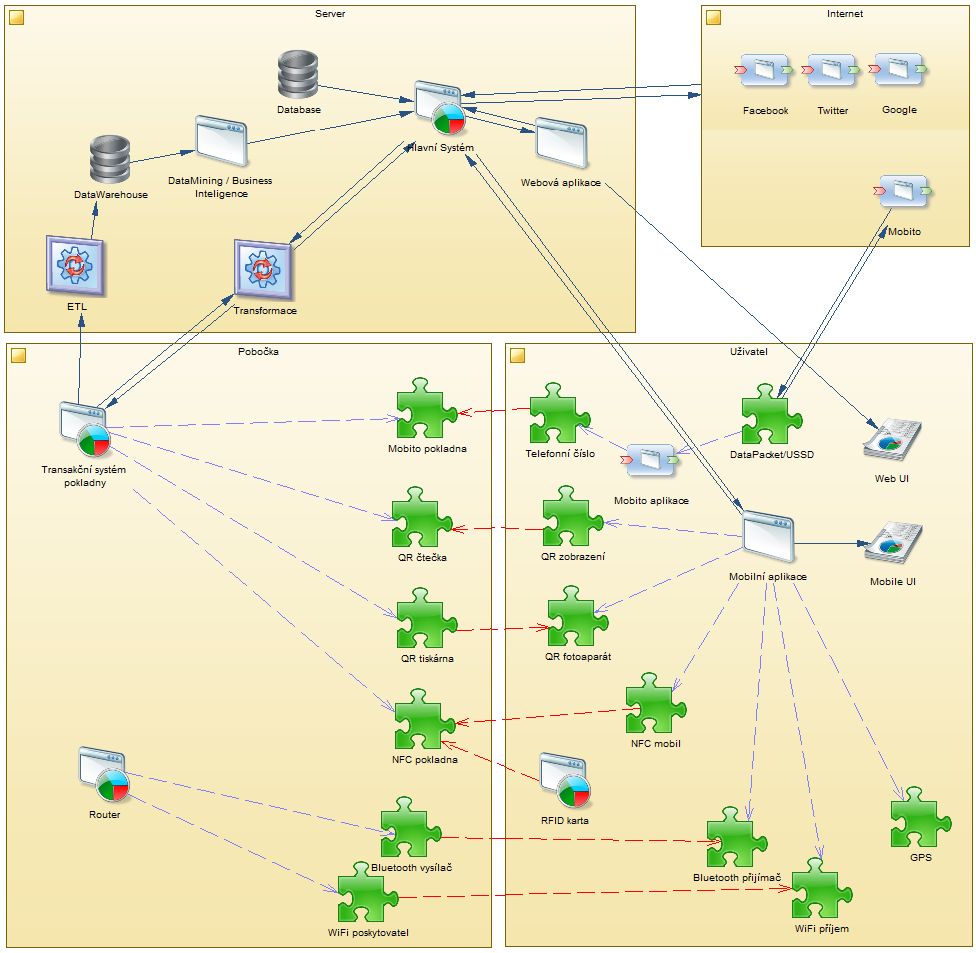 Server
Internet
Database
Facebook
Twitter
Google
Hlavní Systém
DataWarehouse
DataMining / Business
Inteligence
Webová aplikace
Mobito
ETL
Transformace
Pobočka
Uživatel
Mobito pokladna
Telefonní číslo
DataPacket/USSD
Transakční systém
pokladny
Web UI
Mobito aplikace
QR čtečka
QR zobrazení
Mobilní aplikace
Mobile UI
QR tiskárna
QR fotoaparát
NFC pokladna
NFC mobil
Router
RFID karta
Bluetooth vysílač
Bluetooth přijímač
GPS
WiFi poskytovatel
WiFi příjem